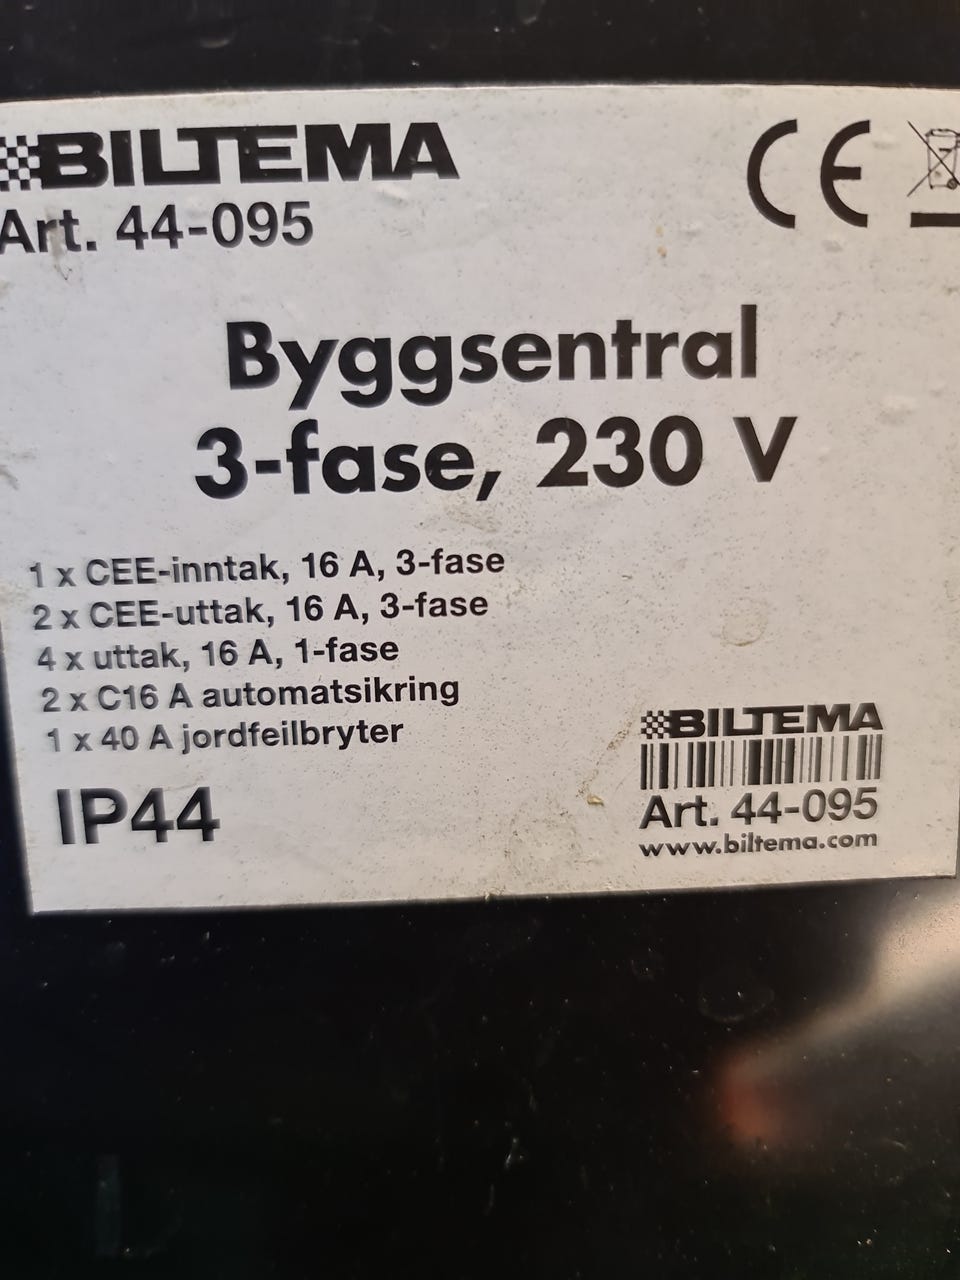 BILTEMA
Art. 44-095
CE
Byggsentral
3-fase, 230 V
1 x CEE-inntak, 16 A, 3-fase
2 x CEE-uttak, 16 A, 3-fase
4 x uttak, 16 A, 1-fase
2 x C16 A automatsikring
1 x 40 A jordfeilbryter
IP44
BILTEMA
Art. 44-095
www.biltema.com